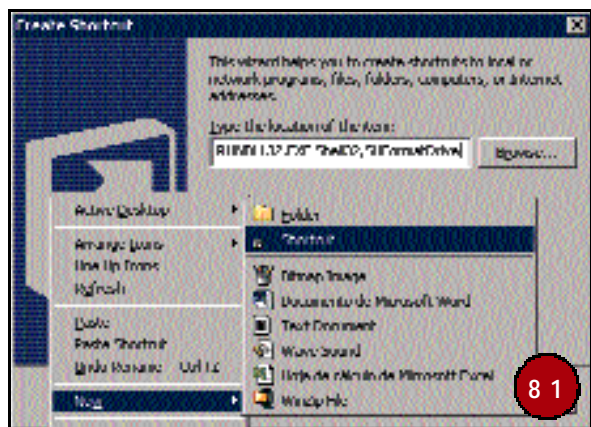 Create Shortcut
This wizard helps you to create shortcuts to local or
network programs, files, folders, computers, or Internet
addresses.
Type the location of the item:
RUNDLL32.EXE Shell32,SHFormatDrive
Browse...
Active Desktop
Arrange Icons
Line Up Icons
Refresh
Paste
Paste Shortcut
Undo Rename Ctrl+Z
New
Folder
Shortcut
Bitmap Image
Documento de Microsoft Word
Text Document
Wave Sound
Hoja de cálculo de Microsoft Excel
WinZip File
81